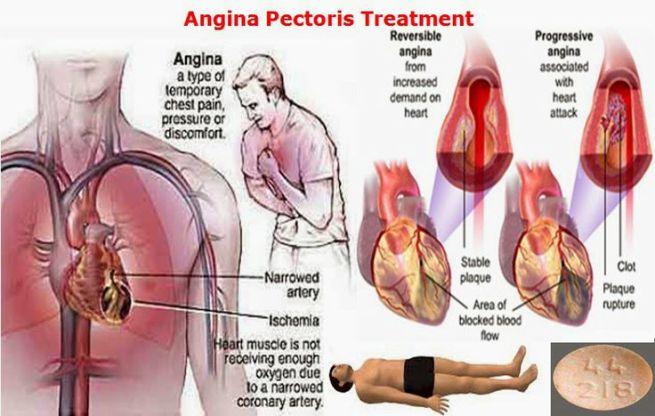 Angina Pectoris Treatment
Angina
a type of
temporary
chest pain,
pressure or
discomfort.
Narrowed
artery
Ischemia
Heart muscle is not
receiving enough
oxygen due
to a narrowed
coronary artery.
Reversible
angina
from
increased
demand on
heart
Progressive
angina
associated
with
heart
attack
Stable
plaque
Area of
blocked blood
flow
Clot
Plaque
rupture
44
218